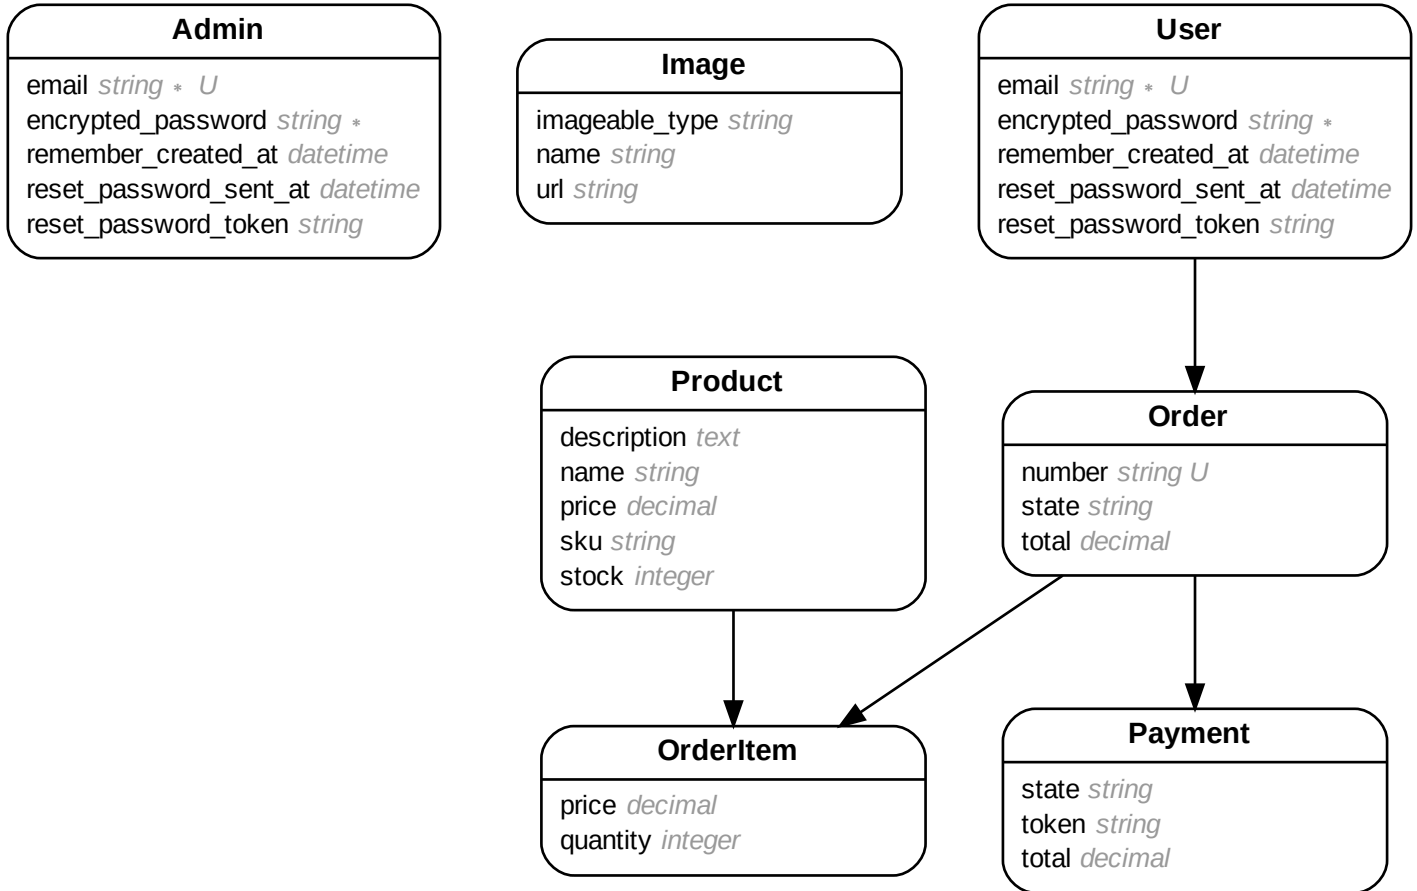 Admin
email string * U
encrypted_password string *
remember_created_at datetime
reset_password_sent_at datetime
reset_password_token string
Image
imageable_type string
name string
url string
User
email string * U
encrypted_password string *
remember_created_at datetime
reset_password_sent_at datetime
reset_password_token string
Product
description text
name string
price decimal
sku string
stock integer
Order
number string U
state string
total decimal
OrderItem
price decimal
quantity integer
Payment
state string
token string
total decimal